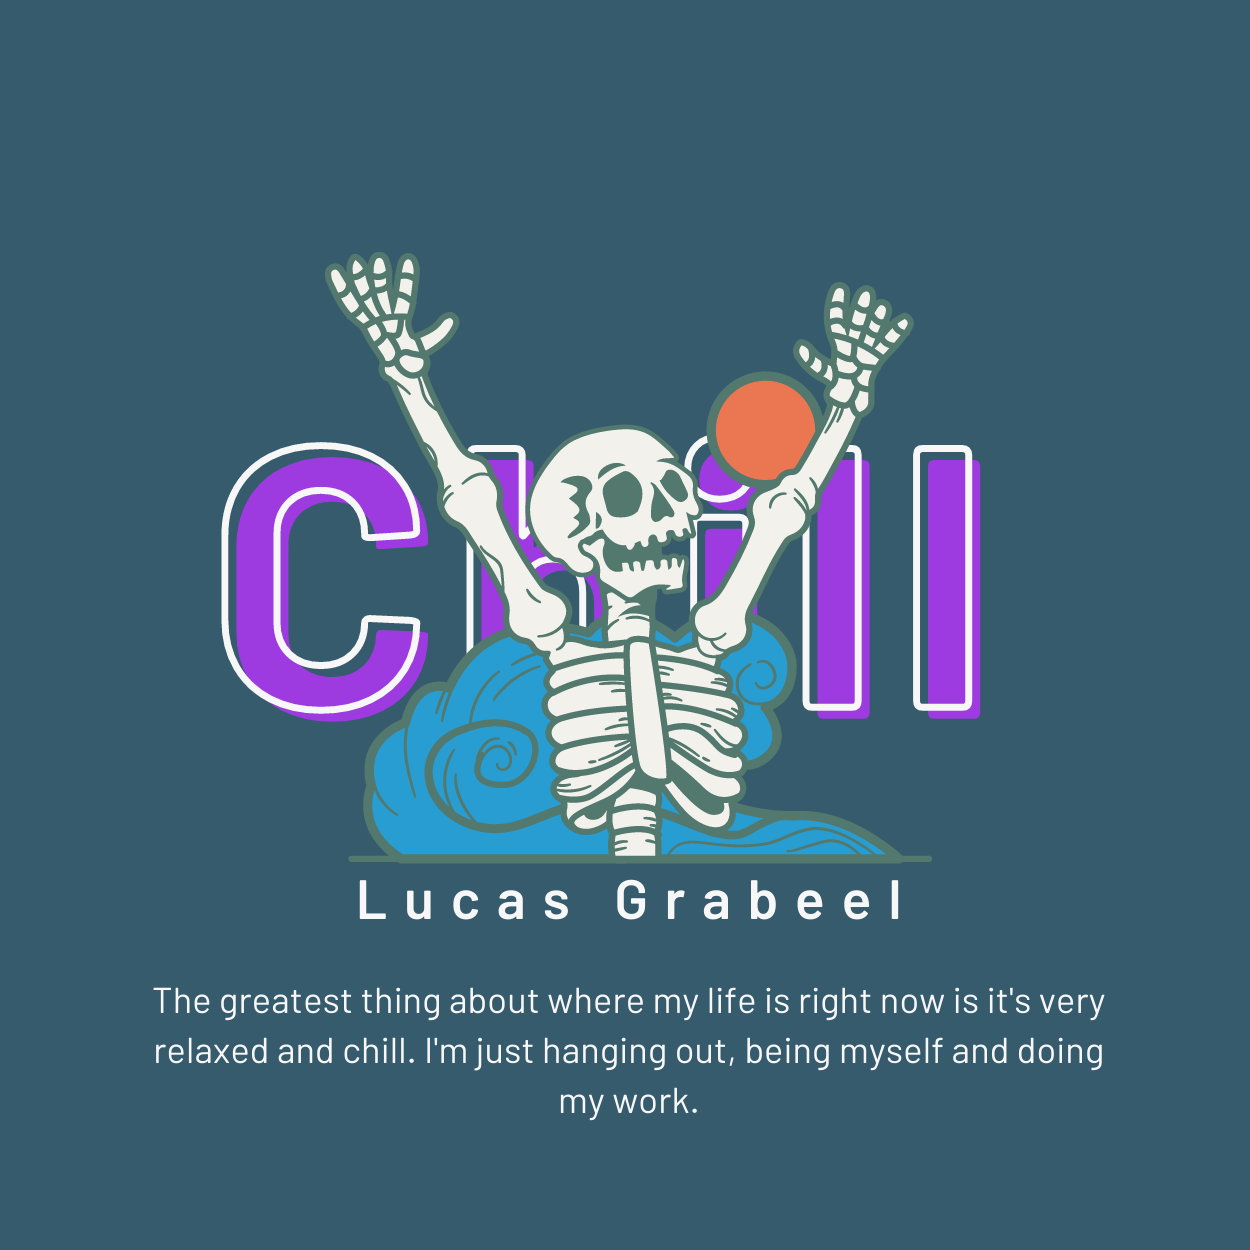 Chill
Lucas Grabeel
The greatest thing about where my life is right now is it's very
relaxed and chill. I'm just hanging out, being myself and doing
my work.